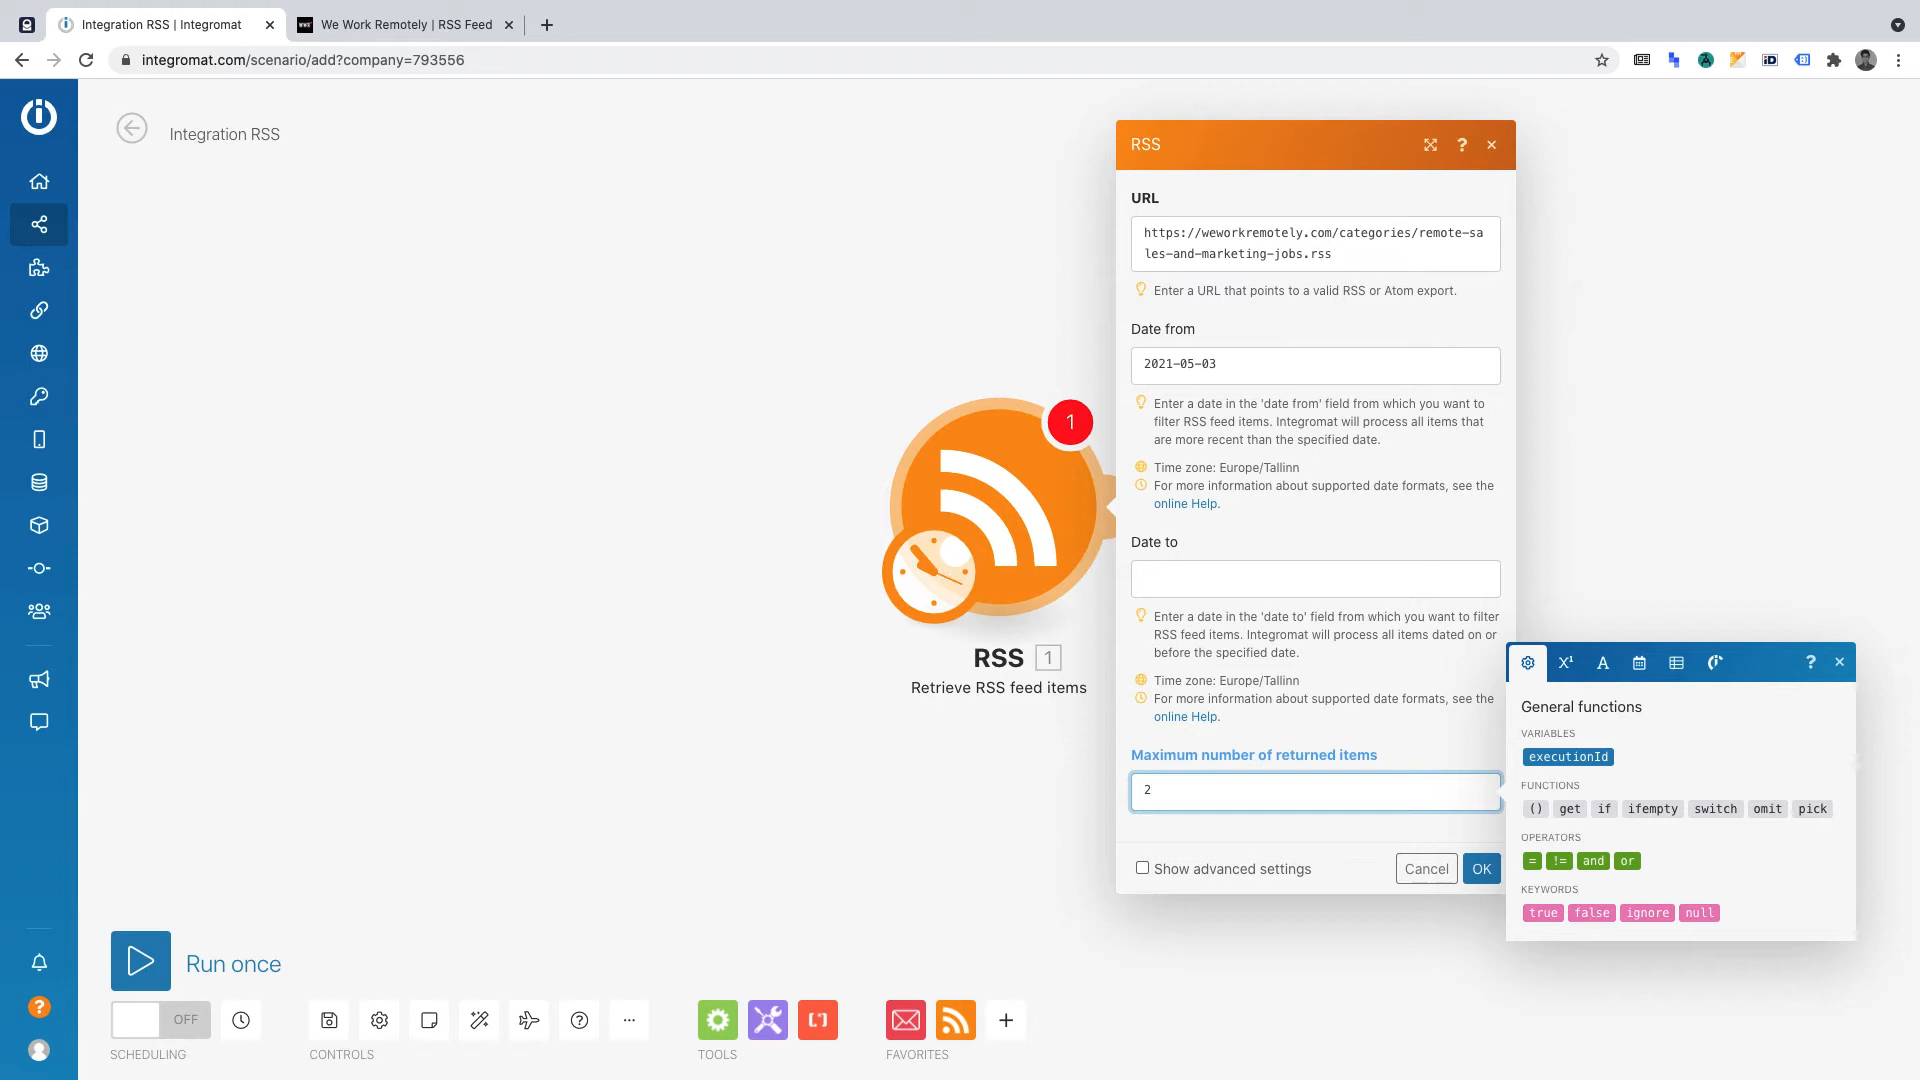 Integration RSS | Integromat
We Work Remotely | RSS Feed
integromat.com/scenario/add?company=793556
Integration RSS
RSS
?
URL
https://weworkremotely.com/categories/remote-sa
les-and-marketing-jobs.rss
Enter a URL that points to a valid RSS or Atom export.
Date from
2021-05-03
Enter a date in the 'date from' field from which you want to
filter RSS feed items. Integromat will process all items that
are more recent than the specified date.
Time zone: Europe/Tallinn
For more information about supported date formats, see the
online Help.
Date to
Enter a date in the 'date to' field from which you want to filter
RSS feed items. Integromat will process all items dated on or
before the specified date.
Time zone: Europe/Tallinn
For more information about supported date formats, see the
online Help.
Maximum number of returned items
2
Show advanced settings
Cancel
OK
1
RSS 1
Retrieve RSS feed items
General functions
VARIABLES
executionId
FUNCTIONS
() get if ifempty switch omit pick
OPERATORS
= != and or
KEYWORDS
true false ignore null
Run once
OFF
SCHEDULING
CONTROLS
TOOLS
FAVORITES